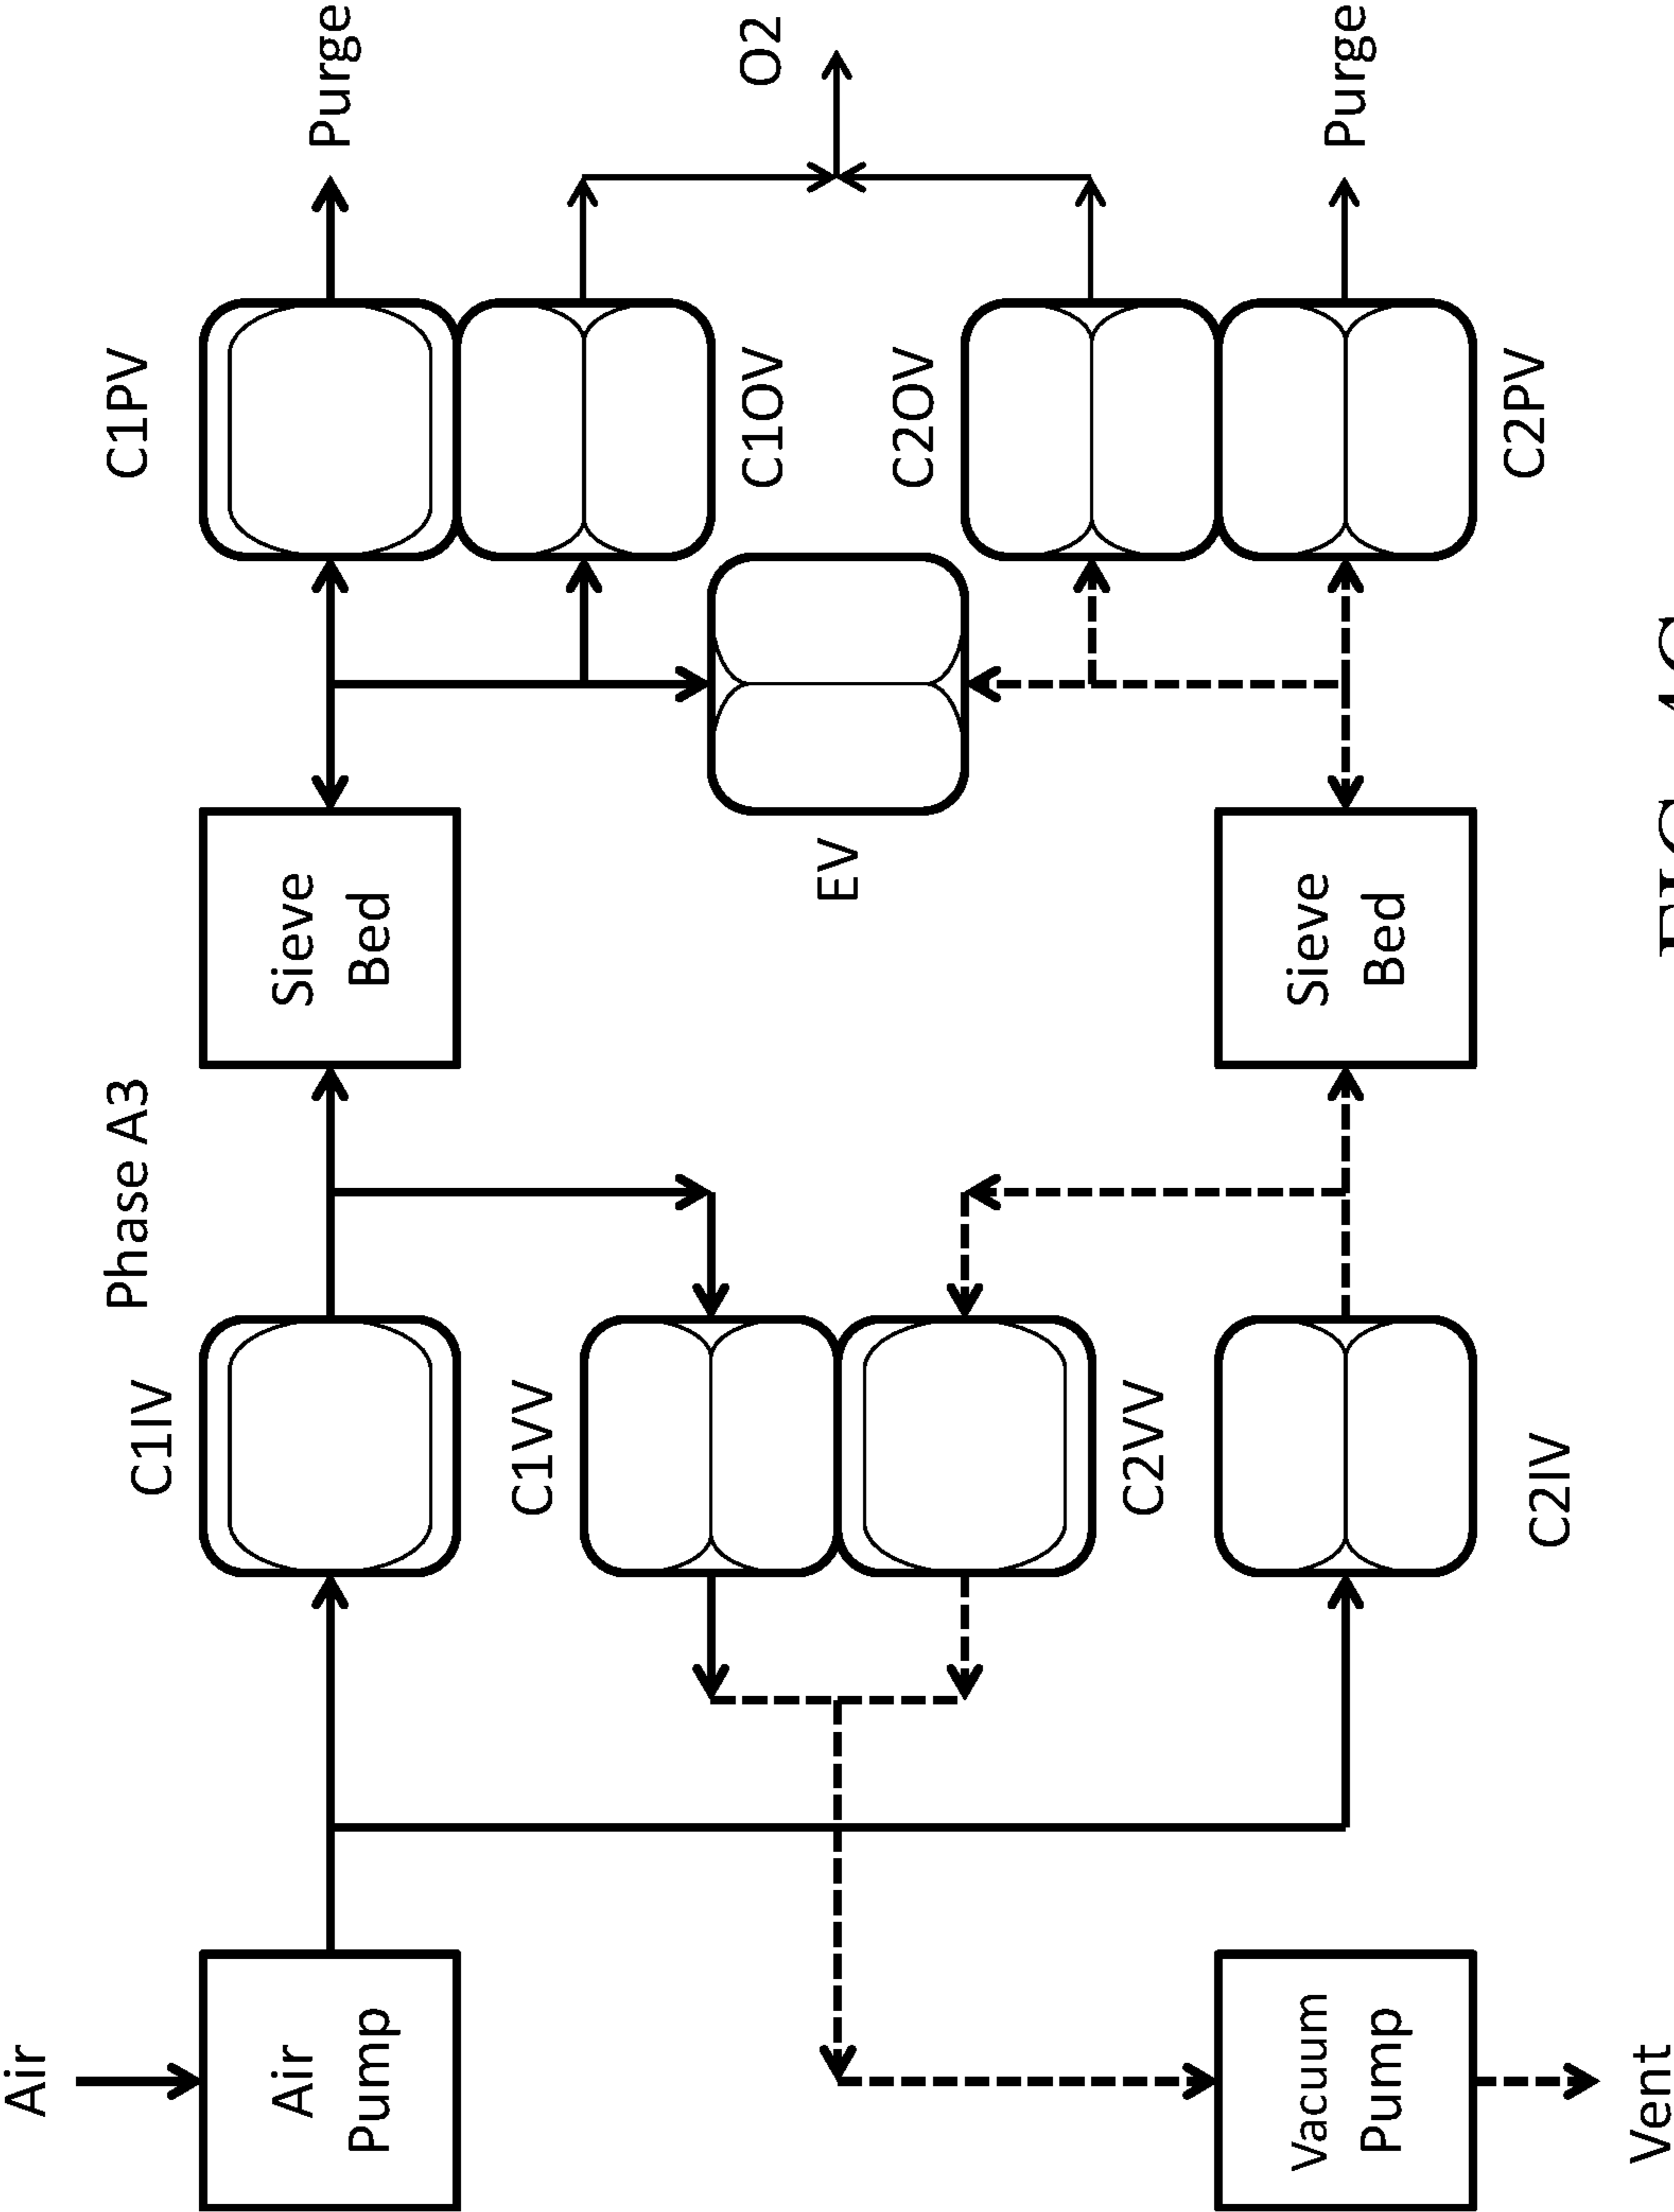 Air
Phase A3
C1PV
C1IV
Air
Pump
Sieve
Bed
Purge
C1VV
C1OV
O2
EV
C2OV
C2VV
Vacuum
Pump
Sieve
Bed
Purge
C2IV
C2PV
Vent